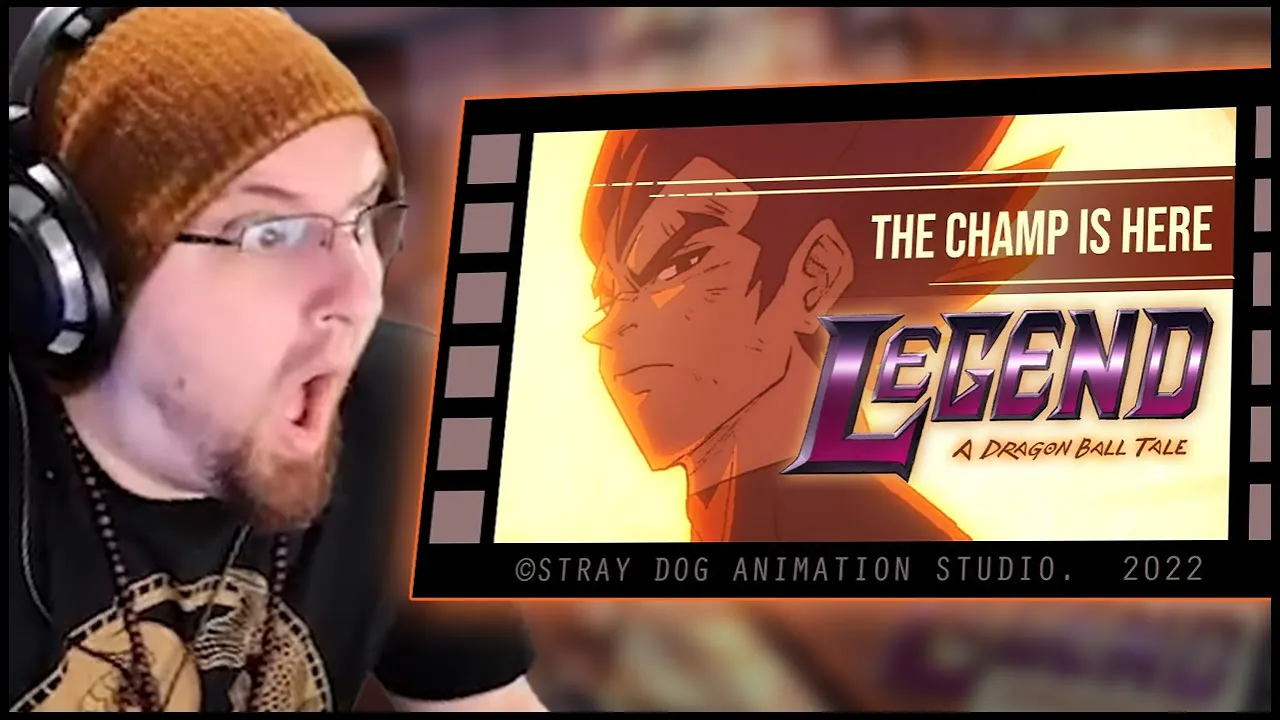 THE CHAMP IS HERE
LEGEND
A DRAGON BALL TALE
©STRAY DOG ANIMATION STUDIO. 2022